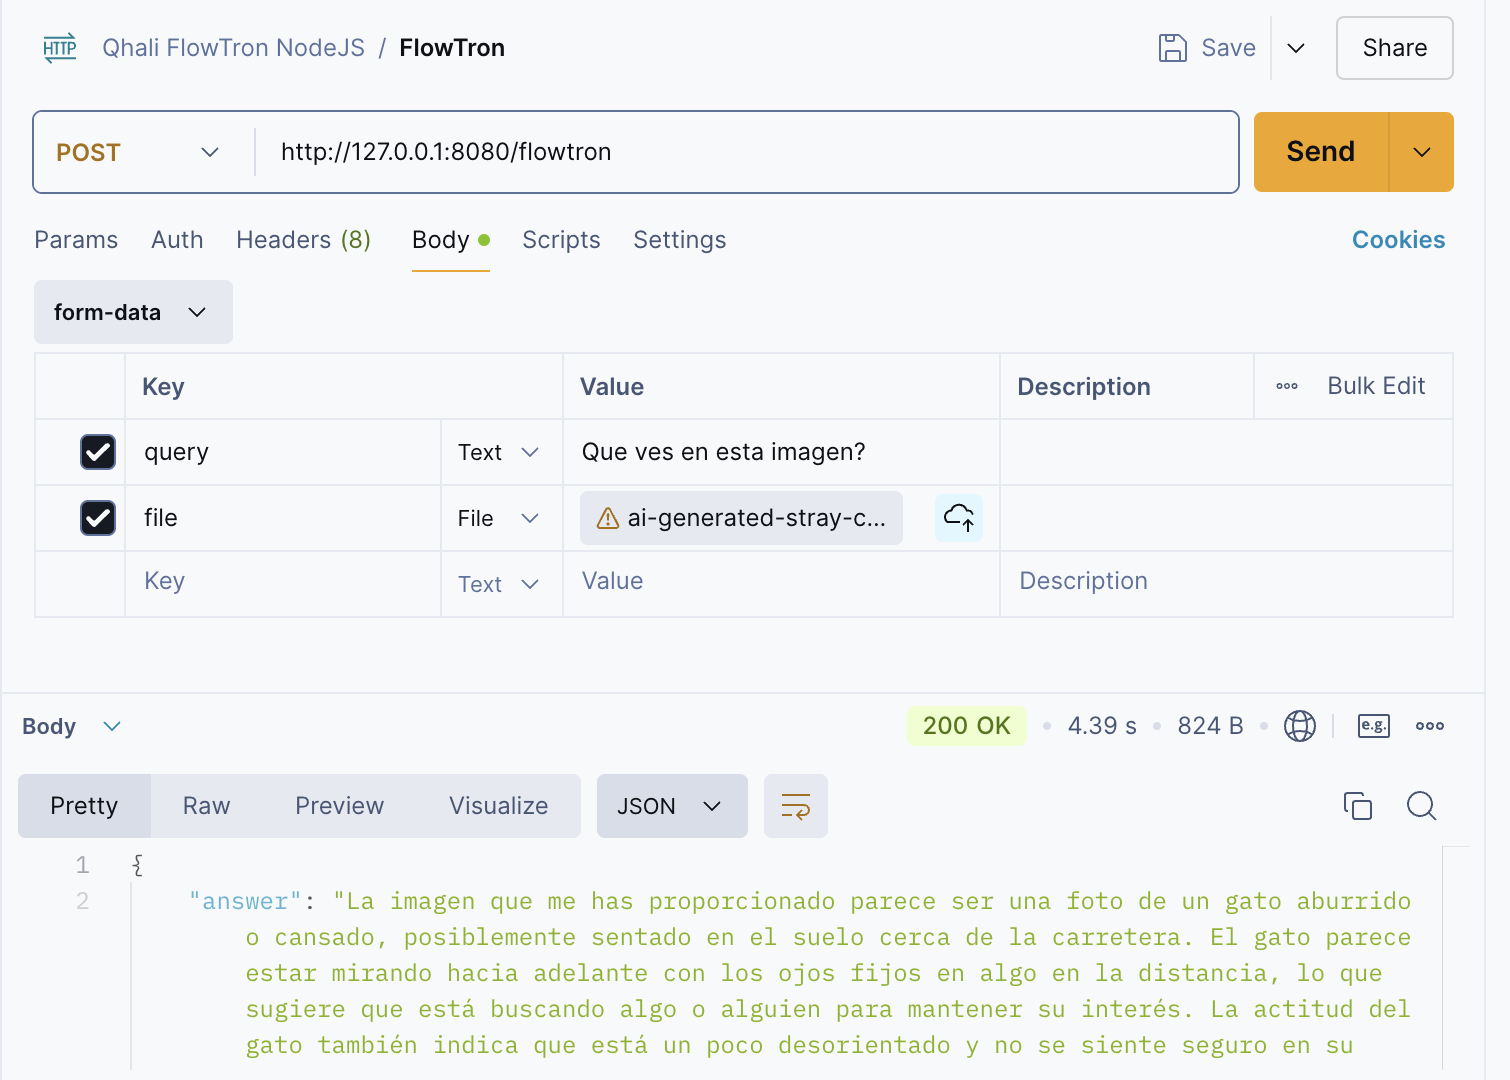 HTTP Qhali FlowTron NodeJS / FlowTron Save Share
POST http://127.0.0.1:8080/flowtron Send
Params Auth Headers (8) Body Scripts Settings Cookies
form-data
Key Value Description Bulk Edit
query Text Que ves en esta imagen?
file File ai-generated-stray-c...
Key Text Value Description
Body 200 OK 4.39 s 824 B e.g.
Pretty Raw Preview Visualize JSON
1 {
2 "answer": "La imagen que me has proporcionado parece ser una foto de un gato aburrido
o cansado, posiblemente sentado en el suelo cerca de la carretera. El gato parece
estar mirando hacia adelante con los ojos fijos en algo en la distancia, lo que
sugiere que está buscando algo o alguien para mantener su interés. La actitud del
gato también indica que está un poco desorientado y no se siente seguro en su